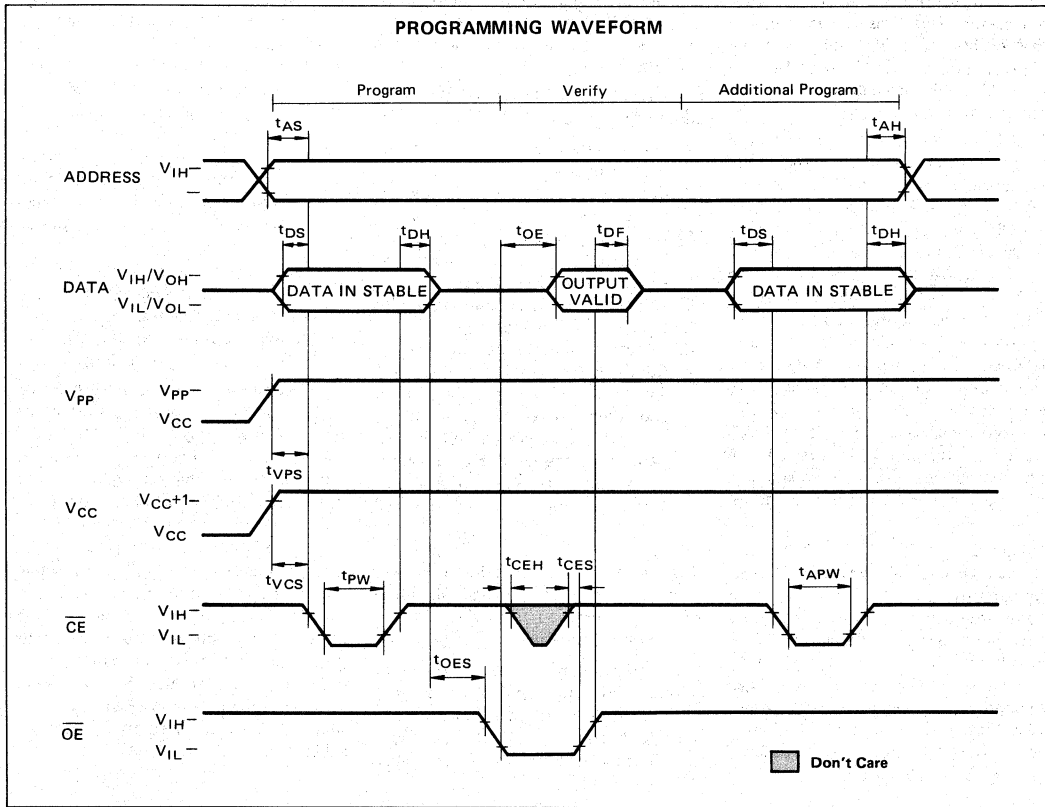 PROGRAMMING WAVEFORM
Program Verify Additional Program
tAS tAH
ADDRESS VIH–
–
tDS tDH tOE tDF tDS tDH
DATA VIH/VOH–
VIL/VOL–
DATA IN STABLE OUTPUT VALID DATA IN STABLE
VPP VPP–
VCC
tVPS
VCC VCC+1–
VCC
tVCS tPW tCEH tCES tAPW
CE VIH–
VIL–
tOES
OE VIH–
VIL–
Don't Care